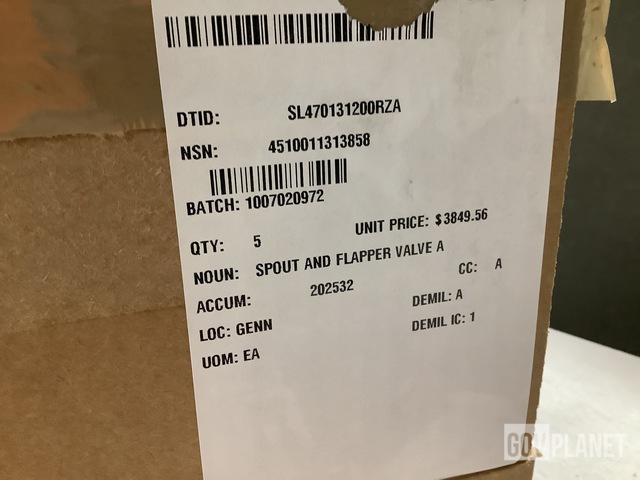 DTID: SL470131200RZA
NSN: 4510011313858
BATCH: 1007020972
UNIT PRICE: $3849.56
QTY: 5
NOUN: SPOUT AND FLAPPER VALVE A
CC: A
ACCUM: 202532
DEMIL: A
LOC: GENN
DEMIL IC: 1
UOM: EA
GOVPLANET